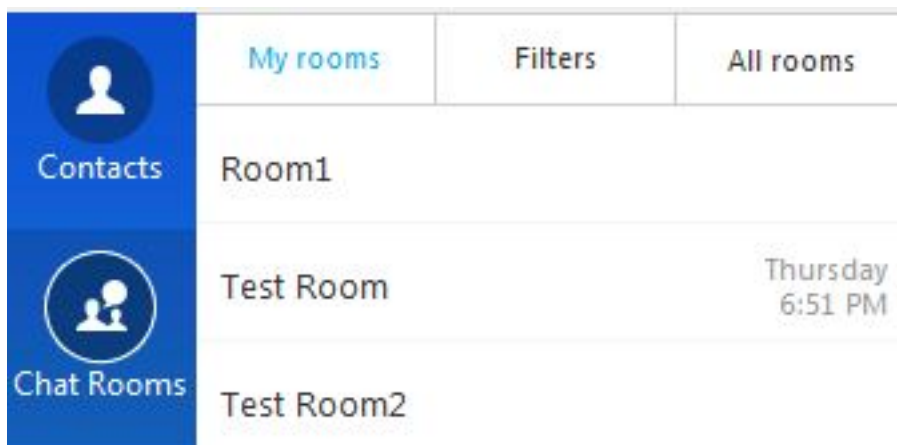 My rooms
Filters
All rooms
Contacts
Room1
Test Room
Thursday
6:51 PM
Chat Rooms
Test Room2